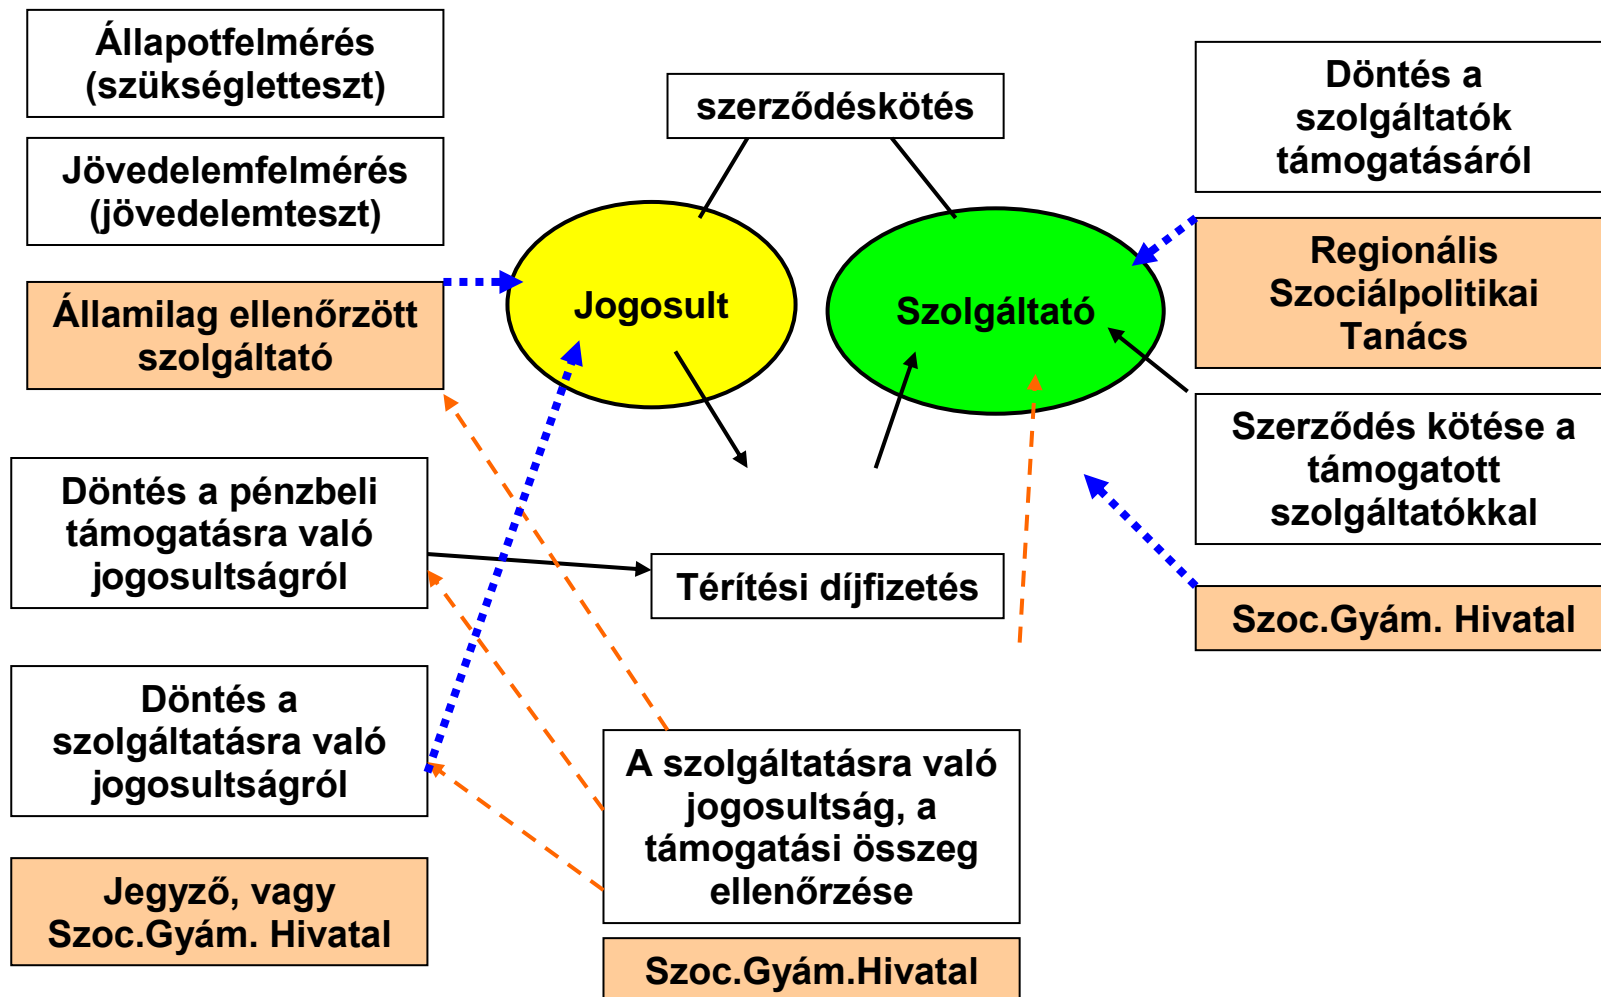 Állapotfelmérés
(szükségletteszt)
Jövedelemfelmérés
(jövedelemteszt)
Államilag ellenőrzött
szolgáltató
Döntés a pénzbeli
támogatásra való
jogosultságról
Döntés a
szolgáltatásra való
jogosultságról
Jegyző, vagy
Szoc.Gyám. Hivatal
szerződéskötés
Jogosult
Szolgáltató
Térítési díjfizetés
A szolgáltatásra való
jogosultság, a
támogatási összeg
ellenőrzése
Szoc.Gyám.Hivatal
Döntés a
szolgáltatók
támogatásáról
Regionális
Szociálpolitikai
Tanács
Szerződés kötése a
támogatott
szolgáltatókkal
Szoc.Gyám. Hivatal